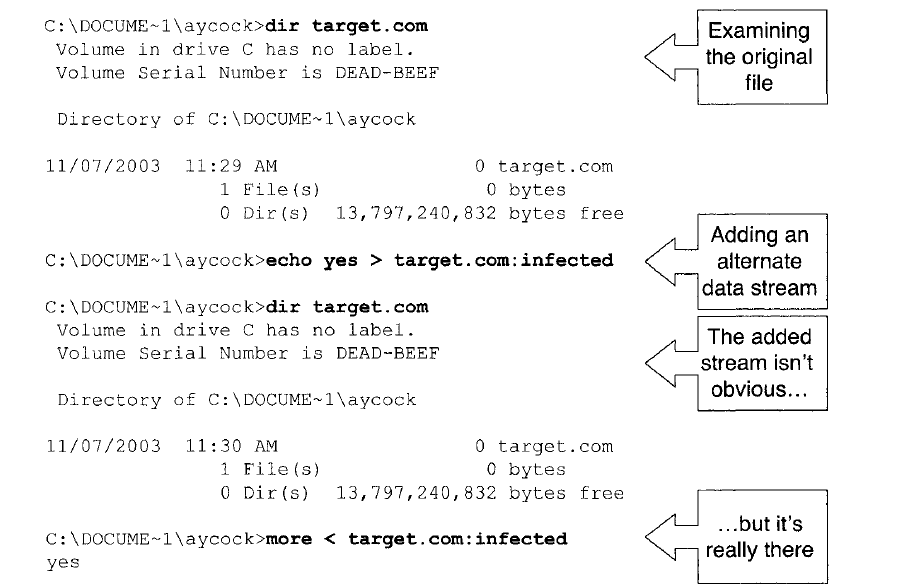 C:\DOCUME~1\aycock>dir target.com
Volume in drive C has no label.
Volume Serial Number is DEAD-BEEF
Examining
the original
file
Directory of C:\DOCUME~1\aycock
11/07/2003 11:29 AM 0 target.com
1 File(s) 0 bytes
0 Dir(s) 13,797,240,832 bytes free
C:\DOCUME~1\aycock>echo yes > target.com:infected
Adding an
alternate
data stream
C:\DOCUME~1\aycock>dir target.com
Volume in drive C has no label.
Volume Serial Number is DEAD-BEEF
The added
stream isn't
obvious...
Directory of C:\DOCUME~1\aycock
11/07/2003 11:30 AM 0 target.com
1 File(s) 0 bytes
0 Dir(s) 13,797,240,832 bytes free
C:\DOCUME~1\aycock>more < target.com:infected
yes
...but it's
really there